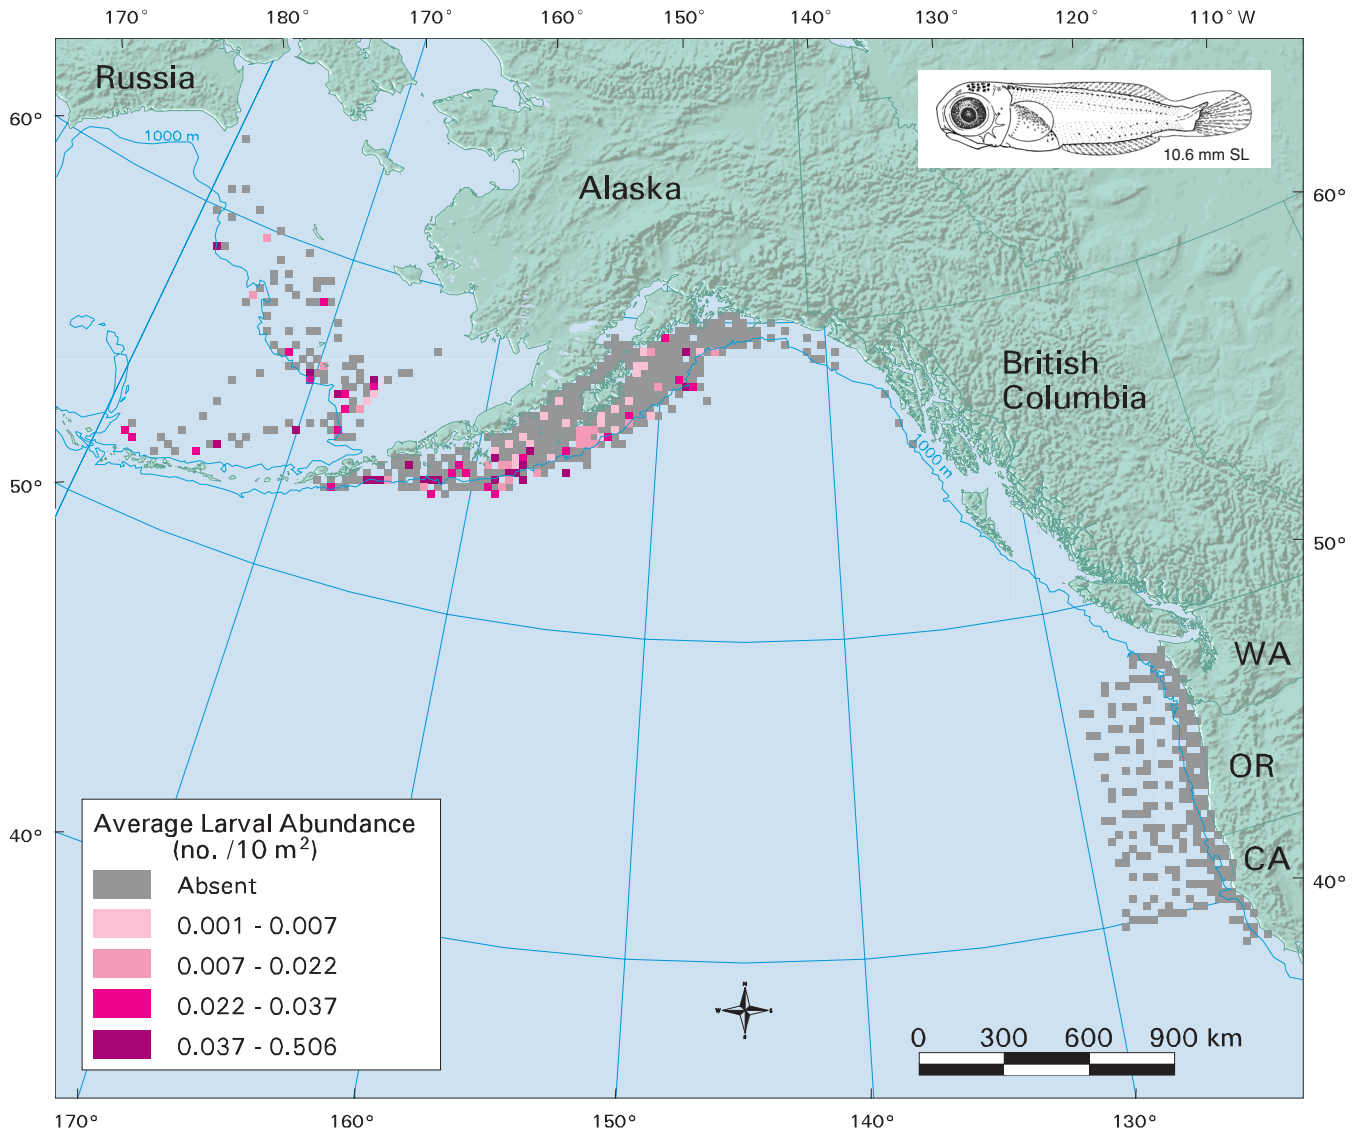 170° 180° 170° 160° 150° 140° 130° 120° 110° W
Russia
60°
1000 m
10.6 mm SL
Alaska
60°
British
Columbia
1000 m
50°
50°
WA
OR
CA
40°
40°
Average Larval Abundance
(no. /10 m²)
Absent
0.001 - 0.007
0.007 - 0.022
0.022 - 0.037
0.037 - 0.506
N
W
S
0 300 600 900 km
170° 160° 150° 140° 130°